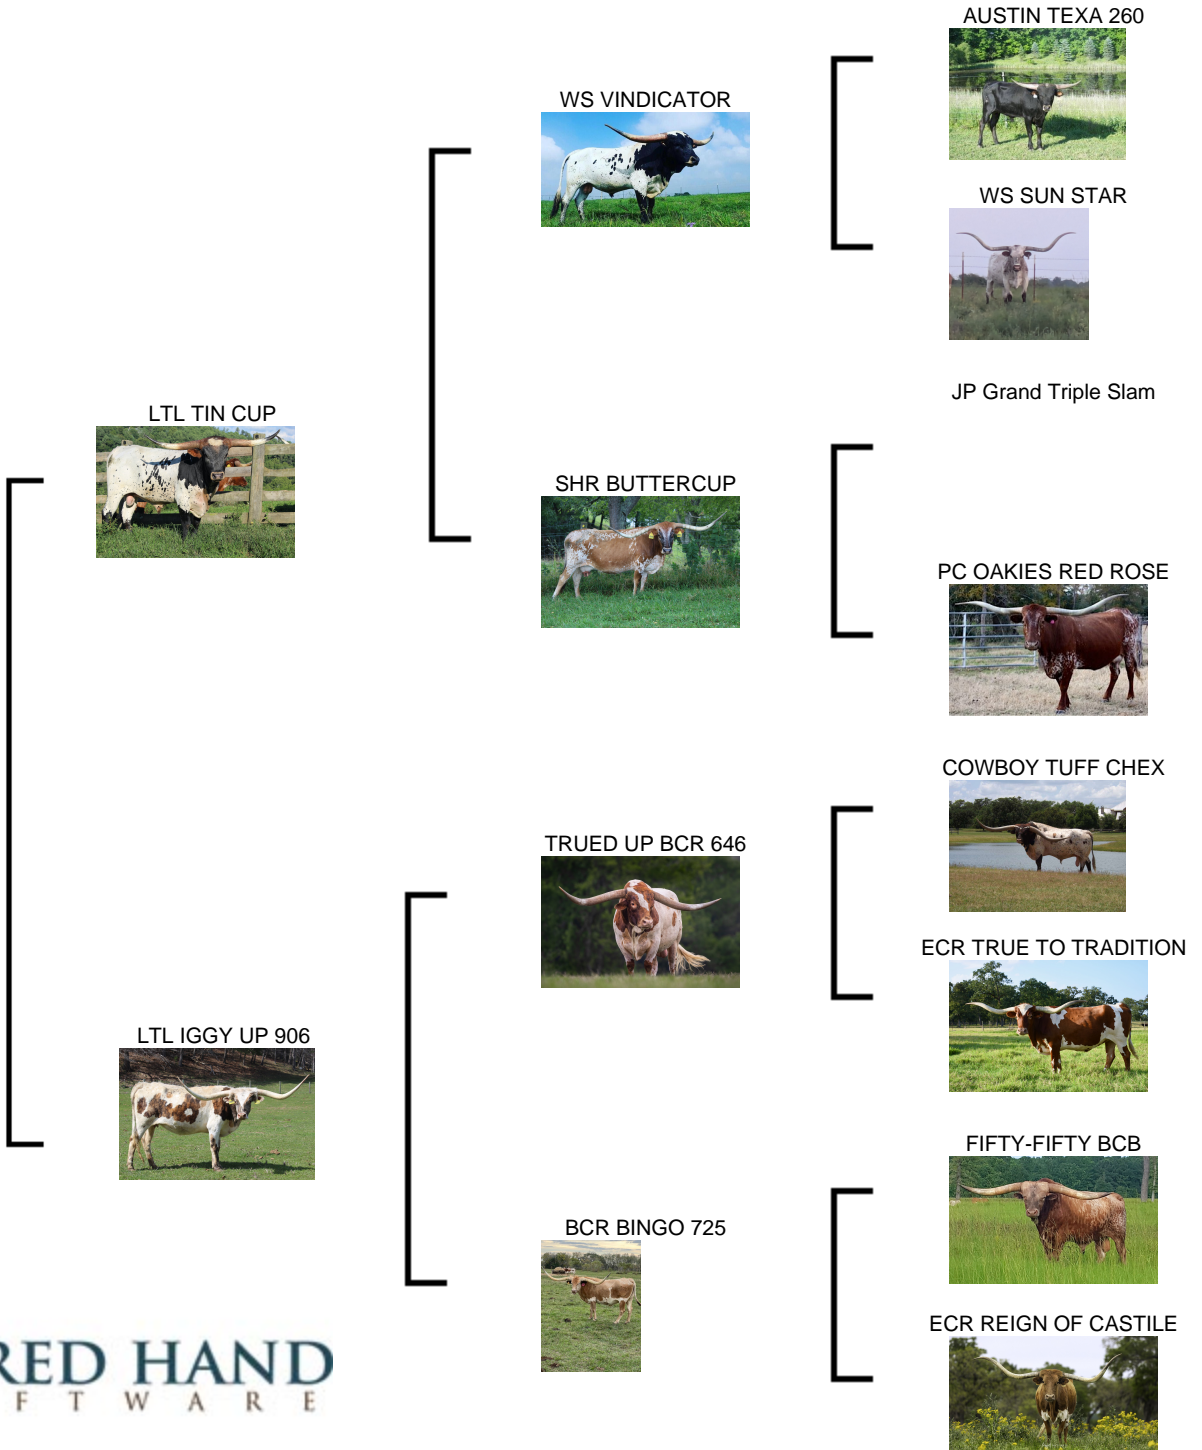 AUSTIN TEXA 260
WS VINDICATOR
WS SUN STAR
JP Grand Triple Slam
LTL TIN CUP
SHR BUTTERCUP
PC OAKIES RED ROSE
COWBOY TUFF CHEX
TRUED UP BCR 646
ECR TRUE TO TRADITION
LTL IGGY UP 906
FIFTY-FIFTY BCB
BCR BINGO 725
ECR REIGN OF CASTILE
RED HAND
F T W A R E